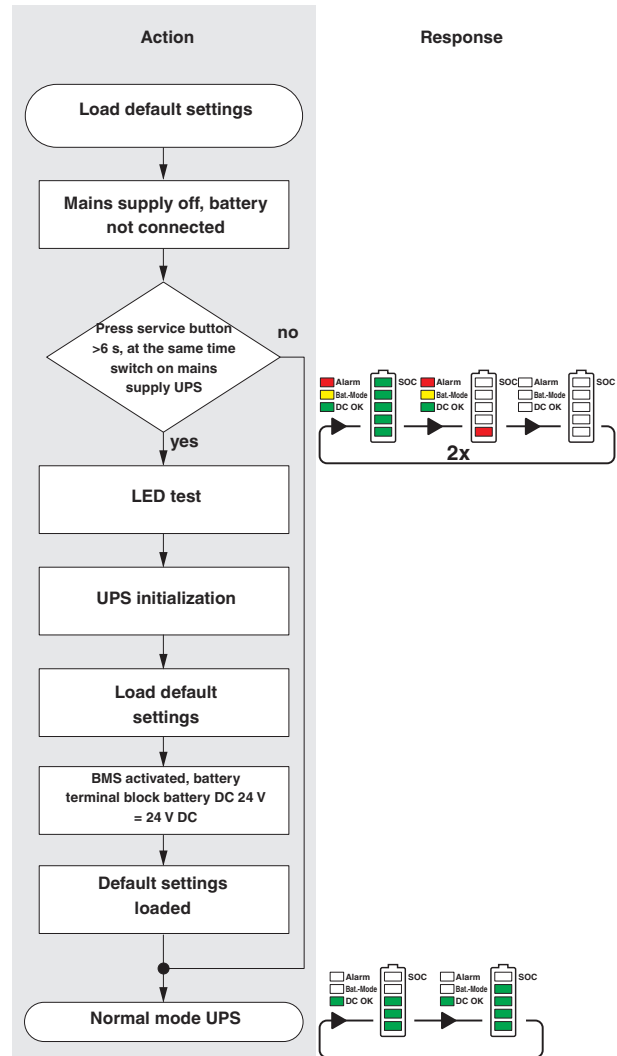 Action
Response
Load default settings
Mains supply off, battery
not connected
Press service button
>6 s, at the same time
switch on mains
supply UPS
no
yes
Alarm
Bat.-Mode
DC OK
SOC
Alarm
Bat.-Mode
DC OK
SOC
Alarm
Bat.-Mode
DC OK
SOC
2x
LED test
UPS initialization
Load default
settings
BMS activated, battery
terminal block battery DC 24 V
= 24 V DC
Default settings
loaded
Normal mode UPS
Alarm
Bat.-Mode
DC OK
SOC
Alarm
Bat.-Mode
DC OK
SOC